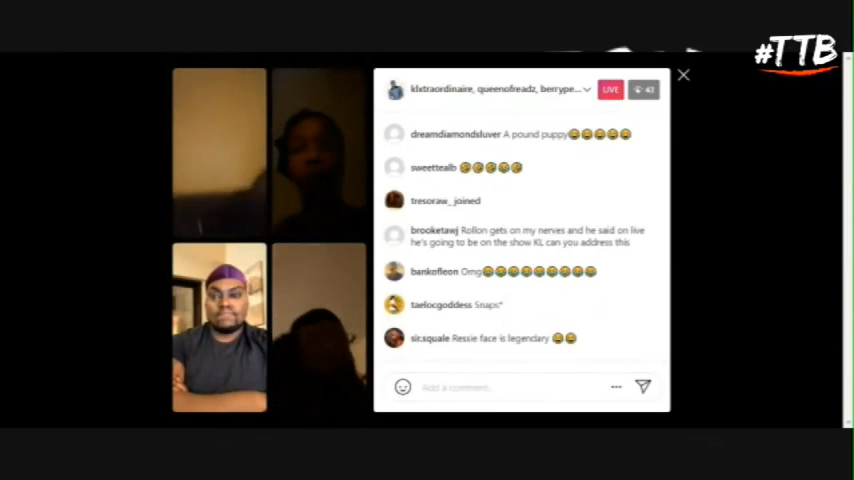 #TTB
klxtraordinaire, queenofreadz, berrype...
LIVE
43
dreamdiamondsluver A pound puppy😂😂😂😂😂
sweettealb 🤣🤣🤣🤣🤣
tresoraw_ joined
brooketawj Rollon gets on my nerves and he said on live
he's going to be on the show KL can you address this
bankofleon Omg😂😂😂😂😂😂😂😂😂
taelocgoddess Snaps*
sir.squale Ressie face is legendary 😂😂
Add a comment...